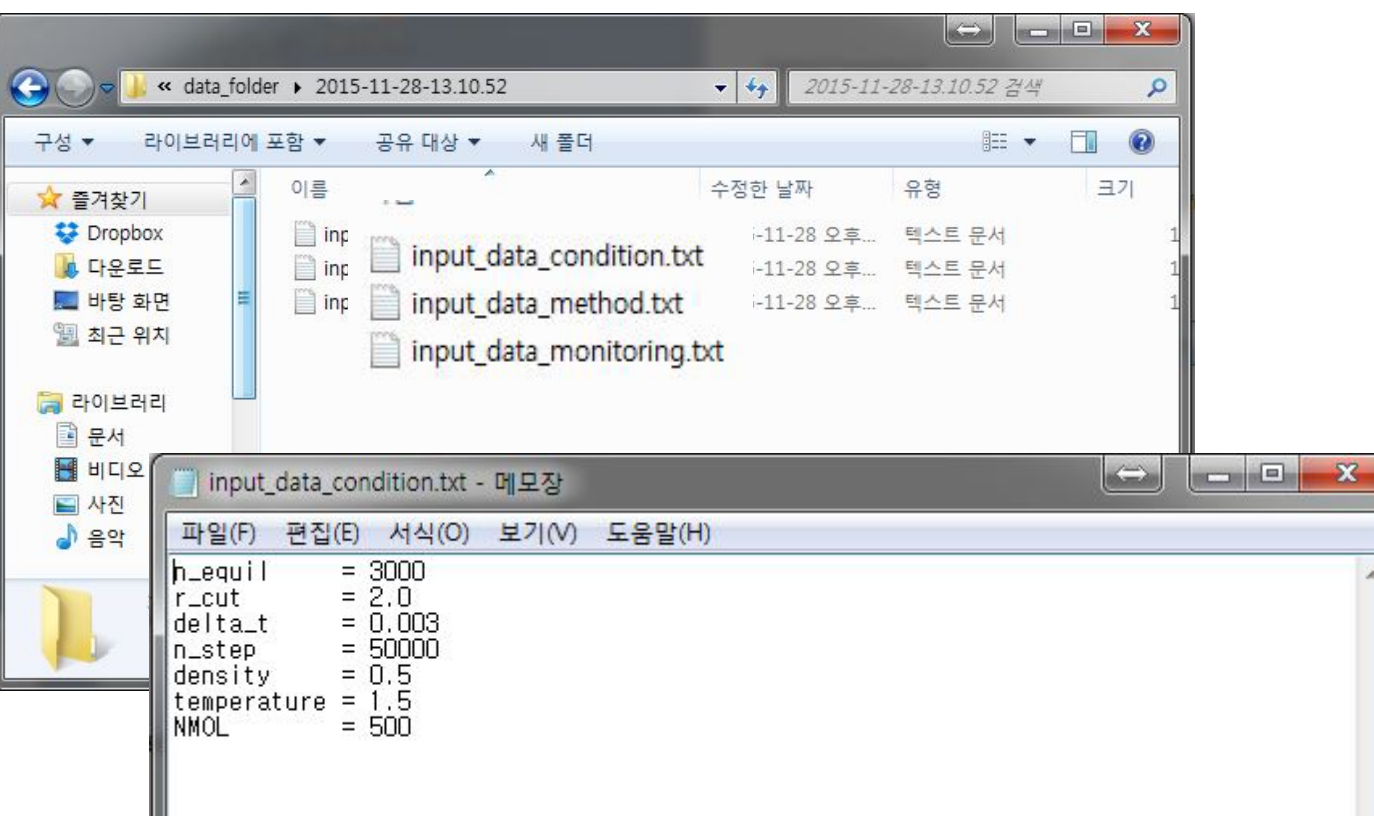 « data_folder ▸ 2015-11-28-13.10.52
2015-11-28-13.10.52 검색
구성 라이브러리에 포함 공유 대상 새 폴더
즐겨찾기
Dropbox
다운로드
바탕 화면
최근 위치
라이브러리
문서
비디오
사진
음악
이름 수정한 날짜 유형 크기
inp -11-28 오후... 텍스트 문서 1
inp -11-28 오후... 텍스트 문서 1
inp -11-28 오후... 텍스트 문서 1
input_data_condition.txt
input_data_method.txt
input_data_monitoring.txt
input_data_condition.txt - 메모장
파일(F) 편집(E) 서식(O) 보기(V) 도움말(H)
n_equil = 3000
r_cut = 2.0
delta_t = 0.003
n_step = 50000
density = 0.5
temperature = 1.5
NMOL = 500